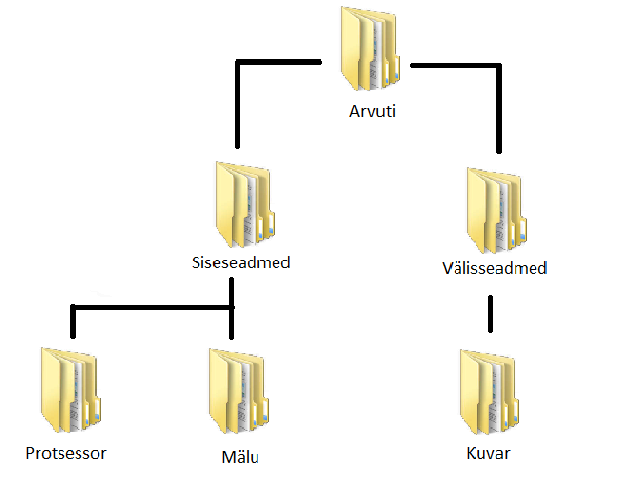 Arvuti
Siseseadmed
Välisseadmed
Protsessor
Mälu
Kuvar